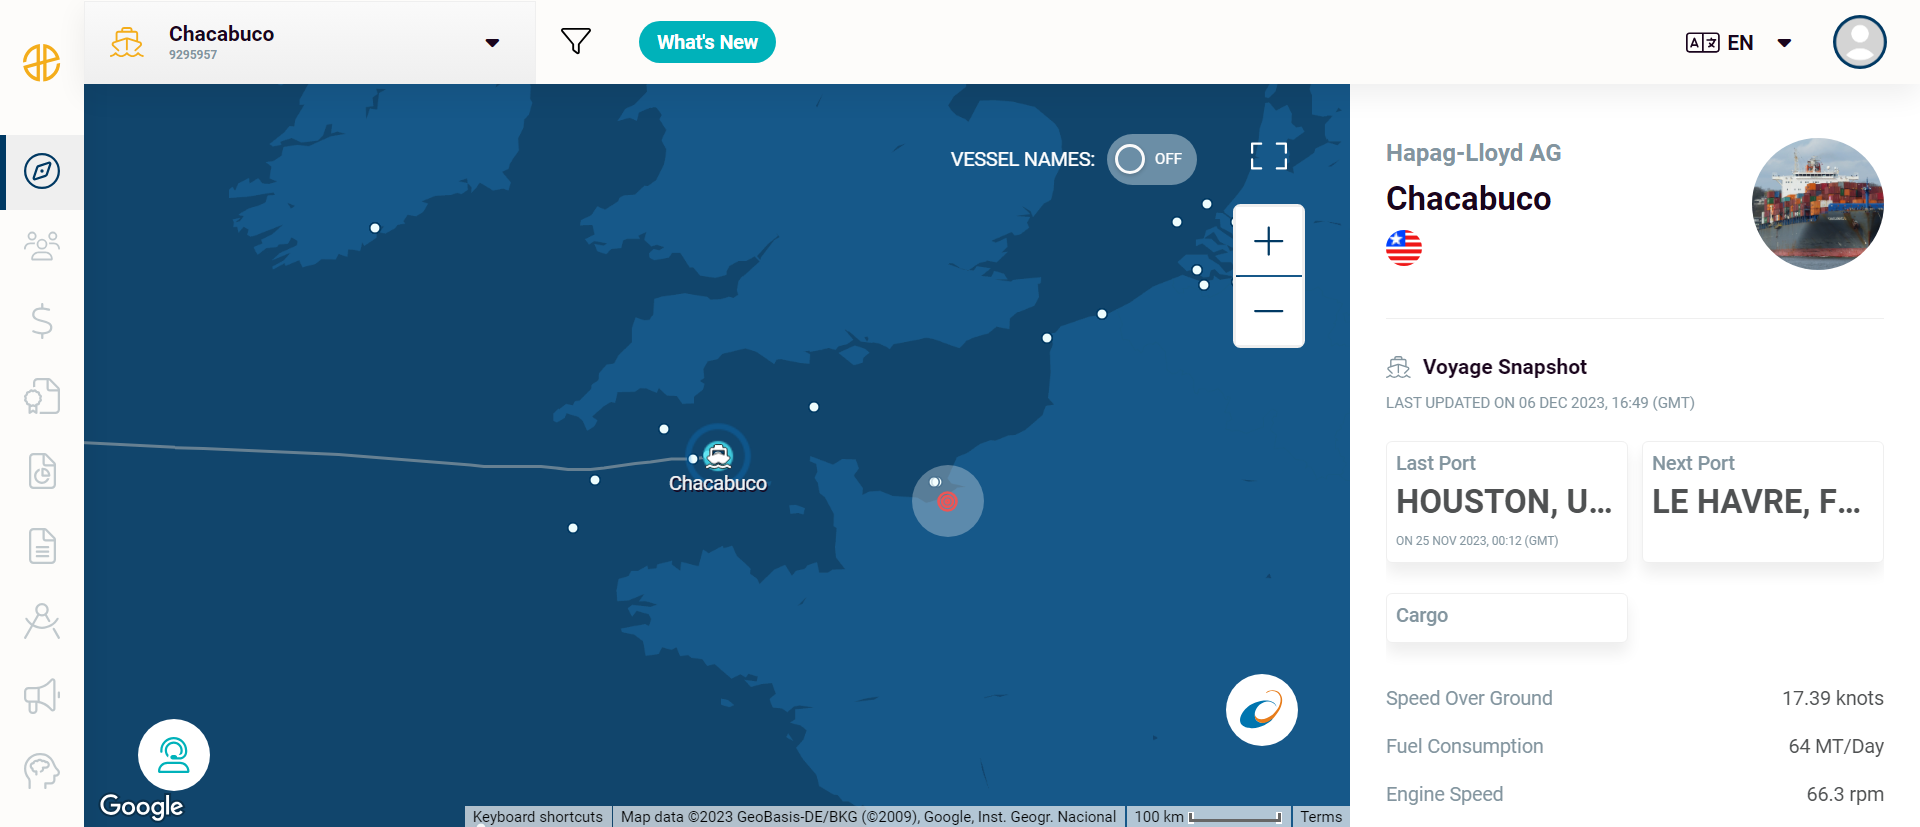 Chacabuco
9295957
What's New
EN
VESSEL NAMES: OFF
Chacabuco
Google
Keyboard shortcuts
Map data ©2023 GeoBasis-DE/BKG (©2009), Google, Inst. Geogr. Nacional
100 km
Terms
Hapag-Lloyd AG
Chacabuco
Voyage Snapshot
LAST UPDATED ON 06 DEC 2023, 16:49 (GMT)
Last Port
HOUSTON, U...
ON 25 NOV 2023, 00:12 (GMT)
Next Port
LE HAVRE, F...
Cargo
Speed Over Ground 17.39 knots
Fuel Consumption 64 MT/Day
Engine Speed 66.3 rpm